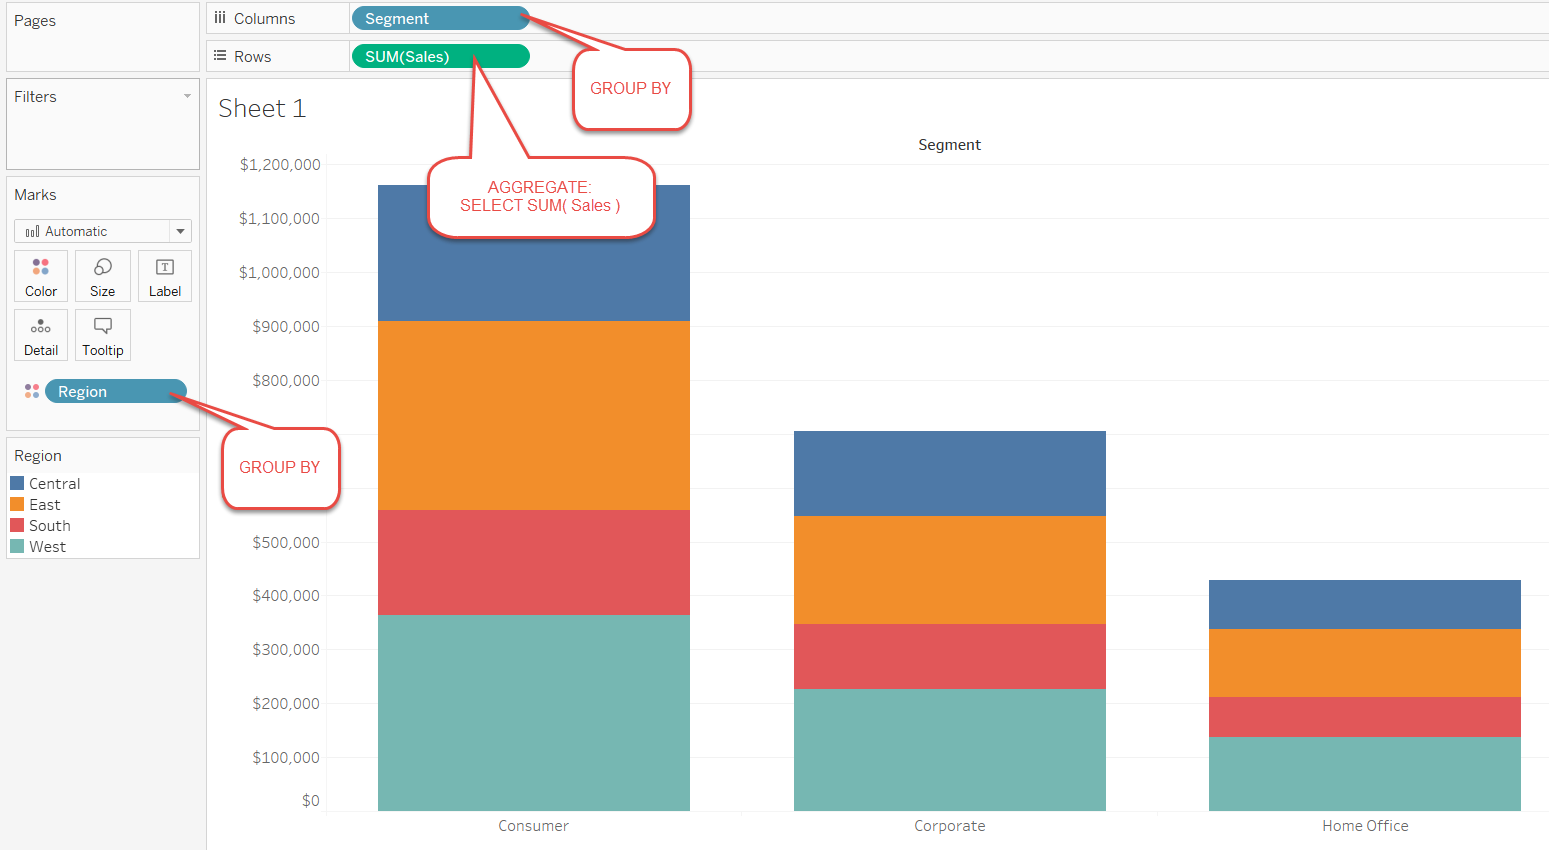 Pages
Columns
Segment
Rows
SUM(Sales)
GROUP BY
Filters
Sheet 1
AGGREGATE:
SELECT SUM( Sales )
Marks
Automatic
Color
Size
Label
Detail
Tooltip
Region
GROUP BY
Region
Central
East
South
West
Segment
$1,200,000
$1,100,000
$1,000,000
$900,000
$800,000
$500,000
$400,000
$300,000
$200,000
$100,000
$0
Consumer
Corporate
Home Office